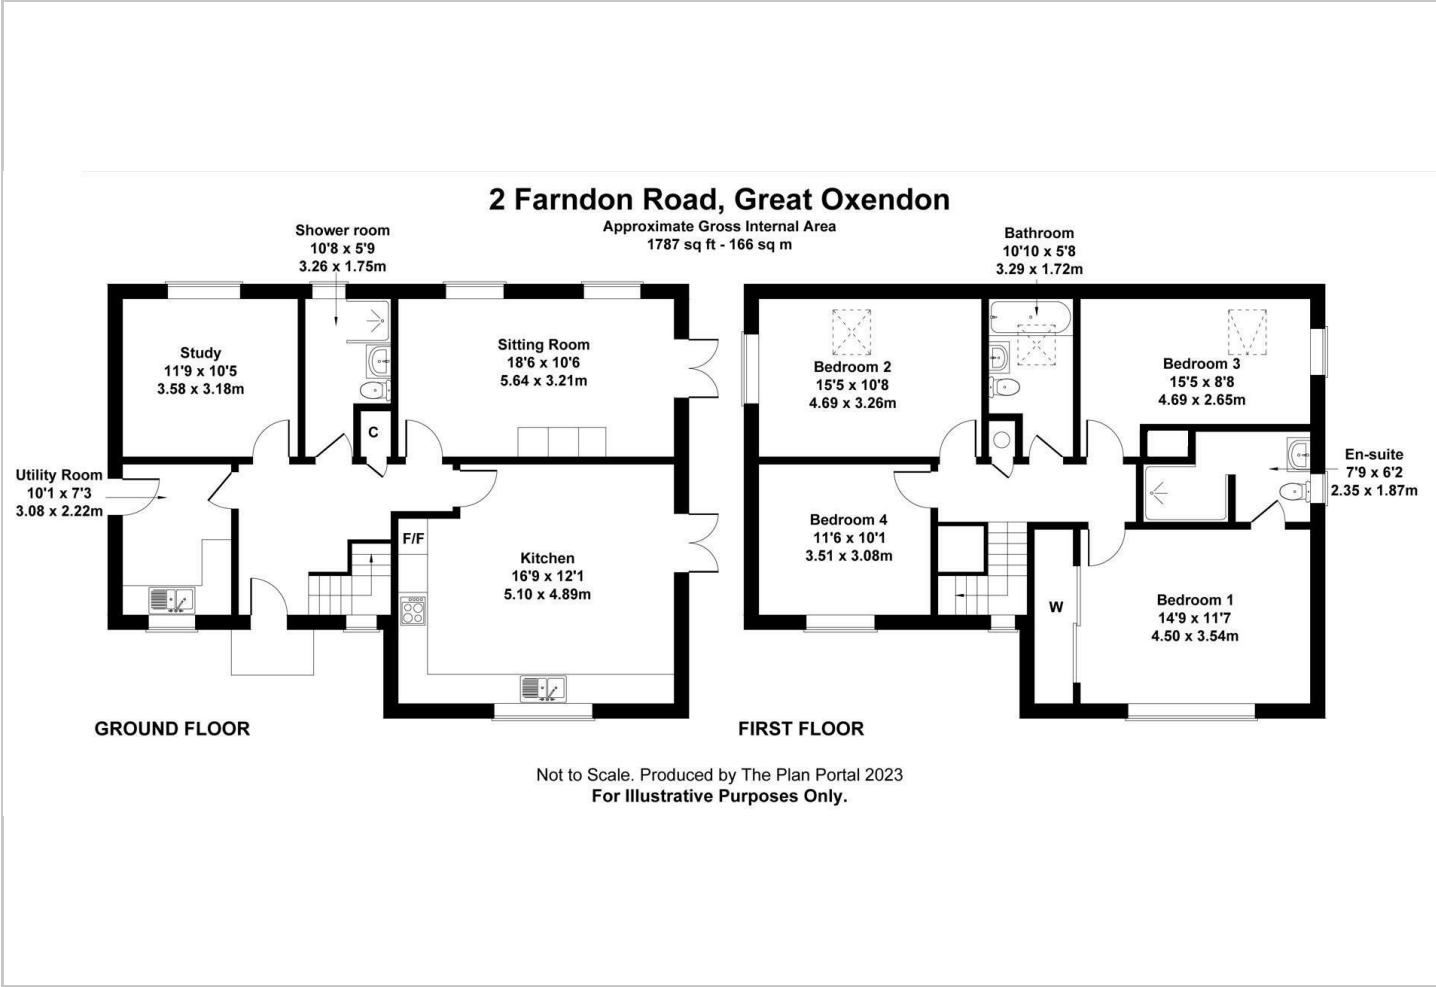 2 Farndon Road, Great Oxendon
Approximate Gross Internal Area
1787 sq ft - 166 sq m
Shower room
10'8 x 5'9
3.26 x 1.75m
Study
11'9 x 10'5
3.58 x 3.18m
Sitting Room
18'6 x 10'6
5.64 x 3.21m
C
Utility Room
10'1 x 7'3
3.08 x 2.22m
F/F
Kitchen
16'9 x 12'1
5.10 x 4.89m
GROUND FLOOR
Bathroom
10'10 x 5'8
3.29 x 1.72m
Bedroom 2
15'5 x 10'8
4.69 x 3.26m
Bedroom 3
15'5 x 8'8
4.69 x 2.65m
En-suite
7'9 x 6'2
2.35 x 1.87m
Bedroom 4
11'6 x 10'1
3.51 x 3.08m
W
Bedroom 1
14'9 x 11'7
4.50 x 3.54m
FIRST FLOOR
Not to Scale. Produced by The Plan Portal 2023
For Illustrative Purposes Only.